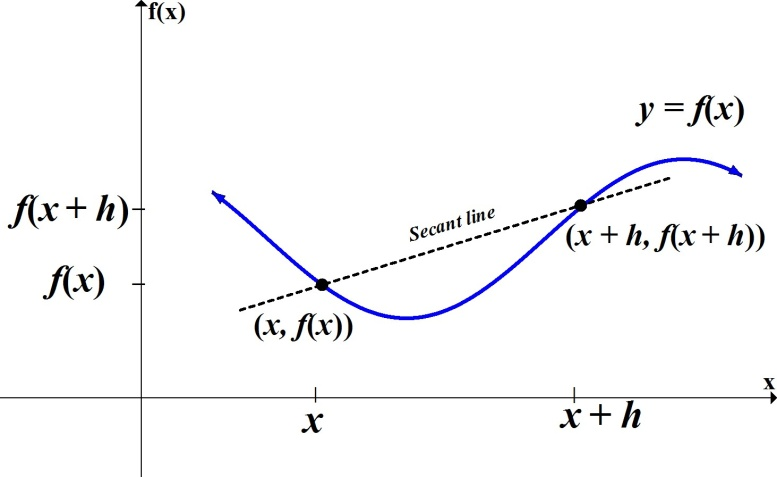 f(x)
y = f(x)
f(x + h)
Secant line
(x + h, f(x + h))
f(x)
(x, f(x))
x
x
x + h